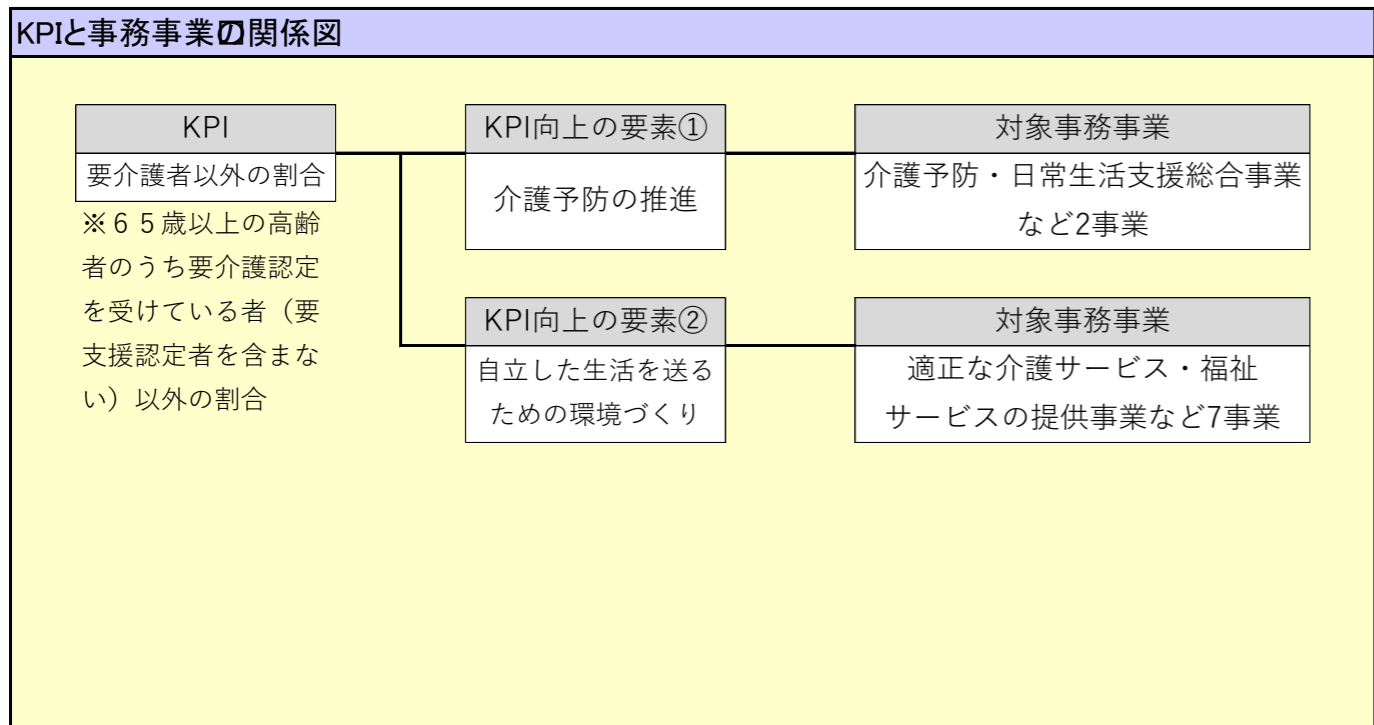 KPIと事務事業の関係図
KPI
要介護者以外の割合
※６５歳以上の高齢
者のうち要介護認定
を受けている者（要
支援認定者を含まな
い）以外の割合
KPI向上の要素①
介護予防の推進
対象事務事業
介護予防・日常生活支援総合事業
など2事業
KPI向上の要素②
自立した生活を送る
ための環境づくり
対象事務事業
適正な介護サービス・福祉
サービスの提供事業など7事業